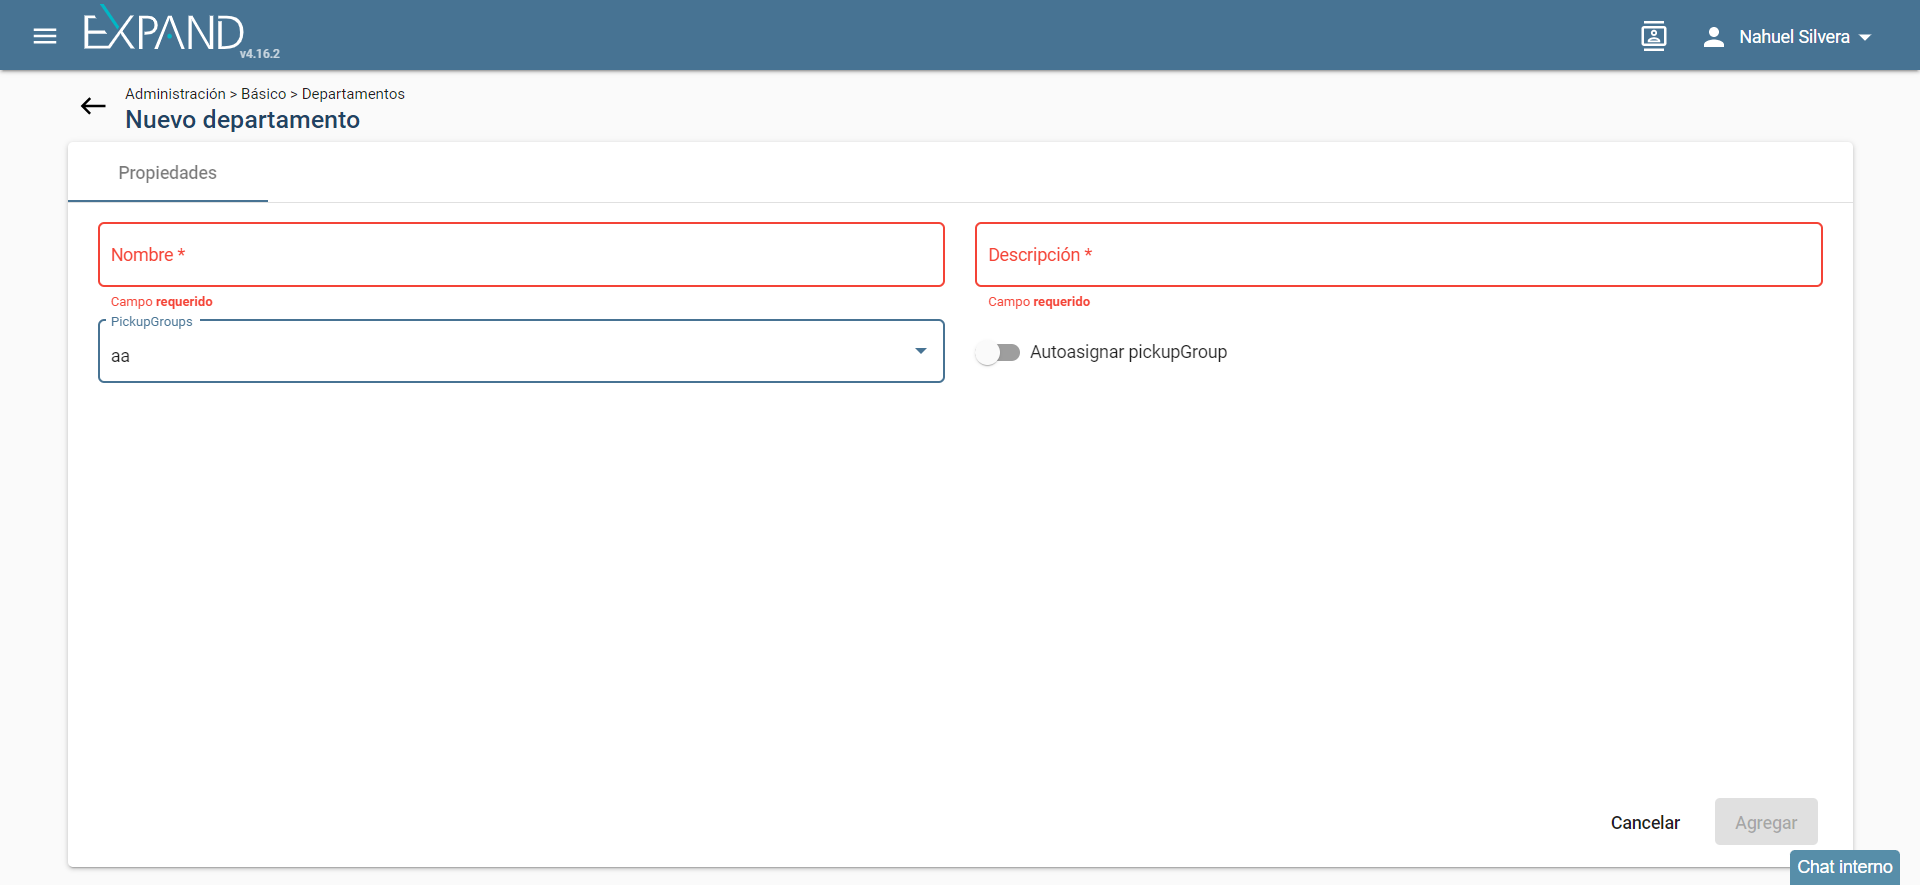 EXPAND
v4.16.2
Nahuel Silvera
Administración > Básico > Departamentos
Nuevo departamento
Propiedades
Nombre *
Descripción *
Campo requerido
Campo requerido
PickupGroups
aa
Autoasignar pickupGroup
Cancelar
Agregar
Chat interno